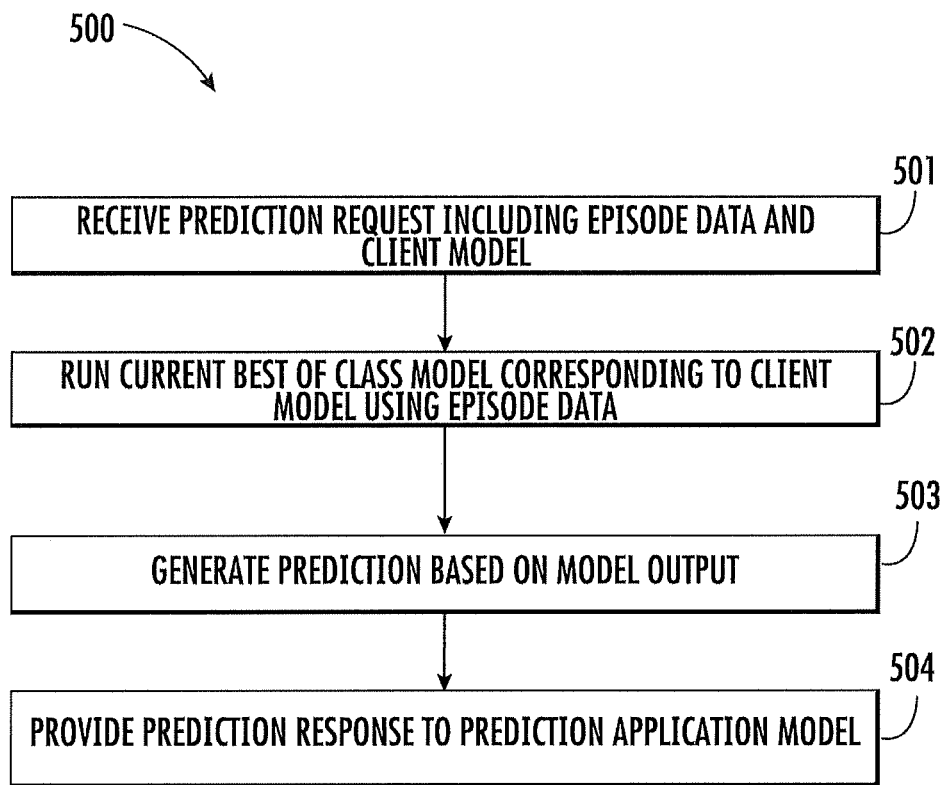 500
501
RECEIVE PREDICTION REQUEST INCLUDING EPISODE DATA AND
CLIENT MODEL
502
RUN CURRENT BEST OF CLASS MODEL CORRESPONDING TO CLIENT
MODEL USING EPISODE DATA
503
GENERATE PREDICTION BASED ON MODEL OUTPUT
504
PROVIDE PREDICTION RESPONSE TO PREDICTION APPLICATION MODEL